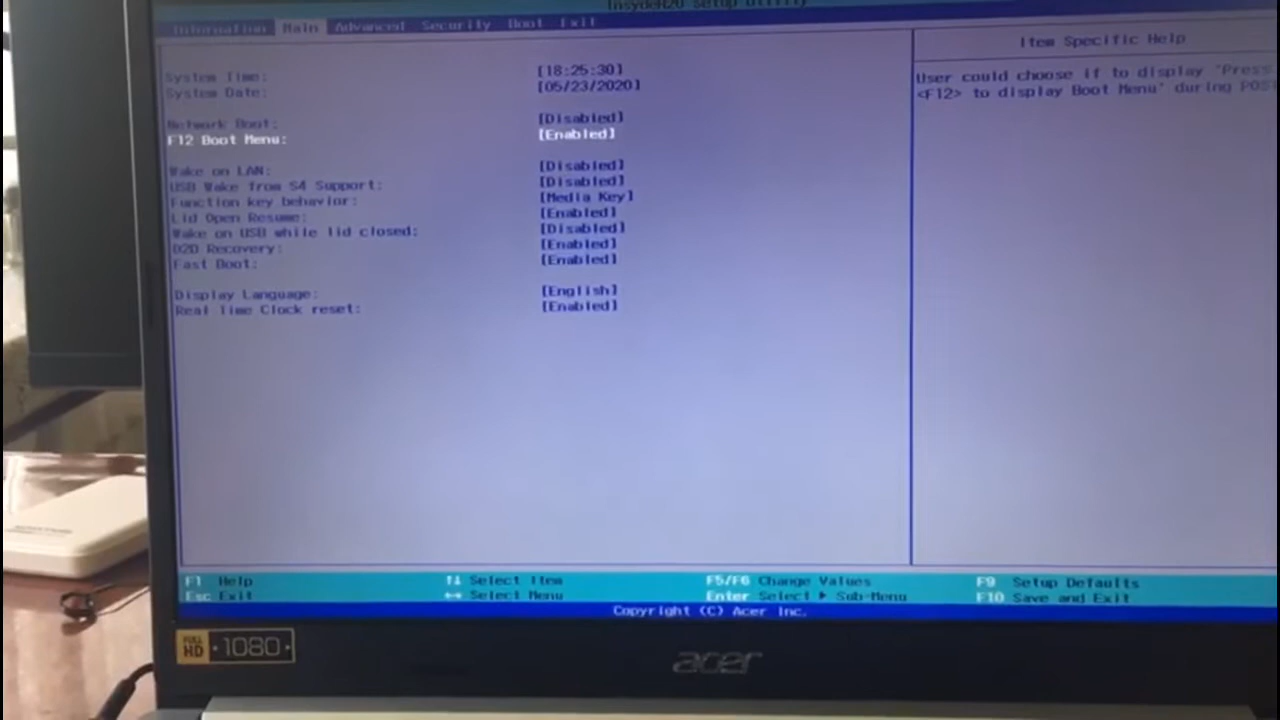 InsydeH2O Setup Utility
Information Main Advanced Security Boot Exit
Item Specific Help
System Time: [18:25:30]
System Date: [05/23/2020]
User could choose if to display "Press
<F12> to display Boot Menu" during POS
Network Boot: [Disabled]
F12 Boot Menu: [Enabled]
Wake on LAN: [Disabled]
USB Wake from S4 Support: [Disabled]
Function key behavior: [Media Key]
Lid Open Resume: [Enabled]
Wake on USB while lid closed: [Disabled]
D2D Recovery: [Enabled]
Fast Boot: [Enabled]
Display Language: [English]
Real Time Clock reset: [Enabled]
F1 Help ↑↓ Select Item F5/F6 Change Values F9 Setup Defaults
Esc Exit ←→ Select Menu Enter Select ▶ Sub-Menu F10 Save and Exit
Copyright (C) Acer Inc.
FULL HD 1080
acer